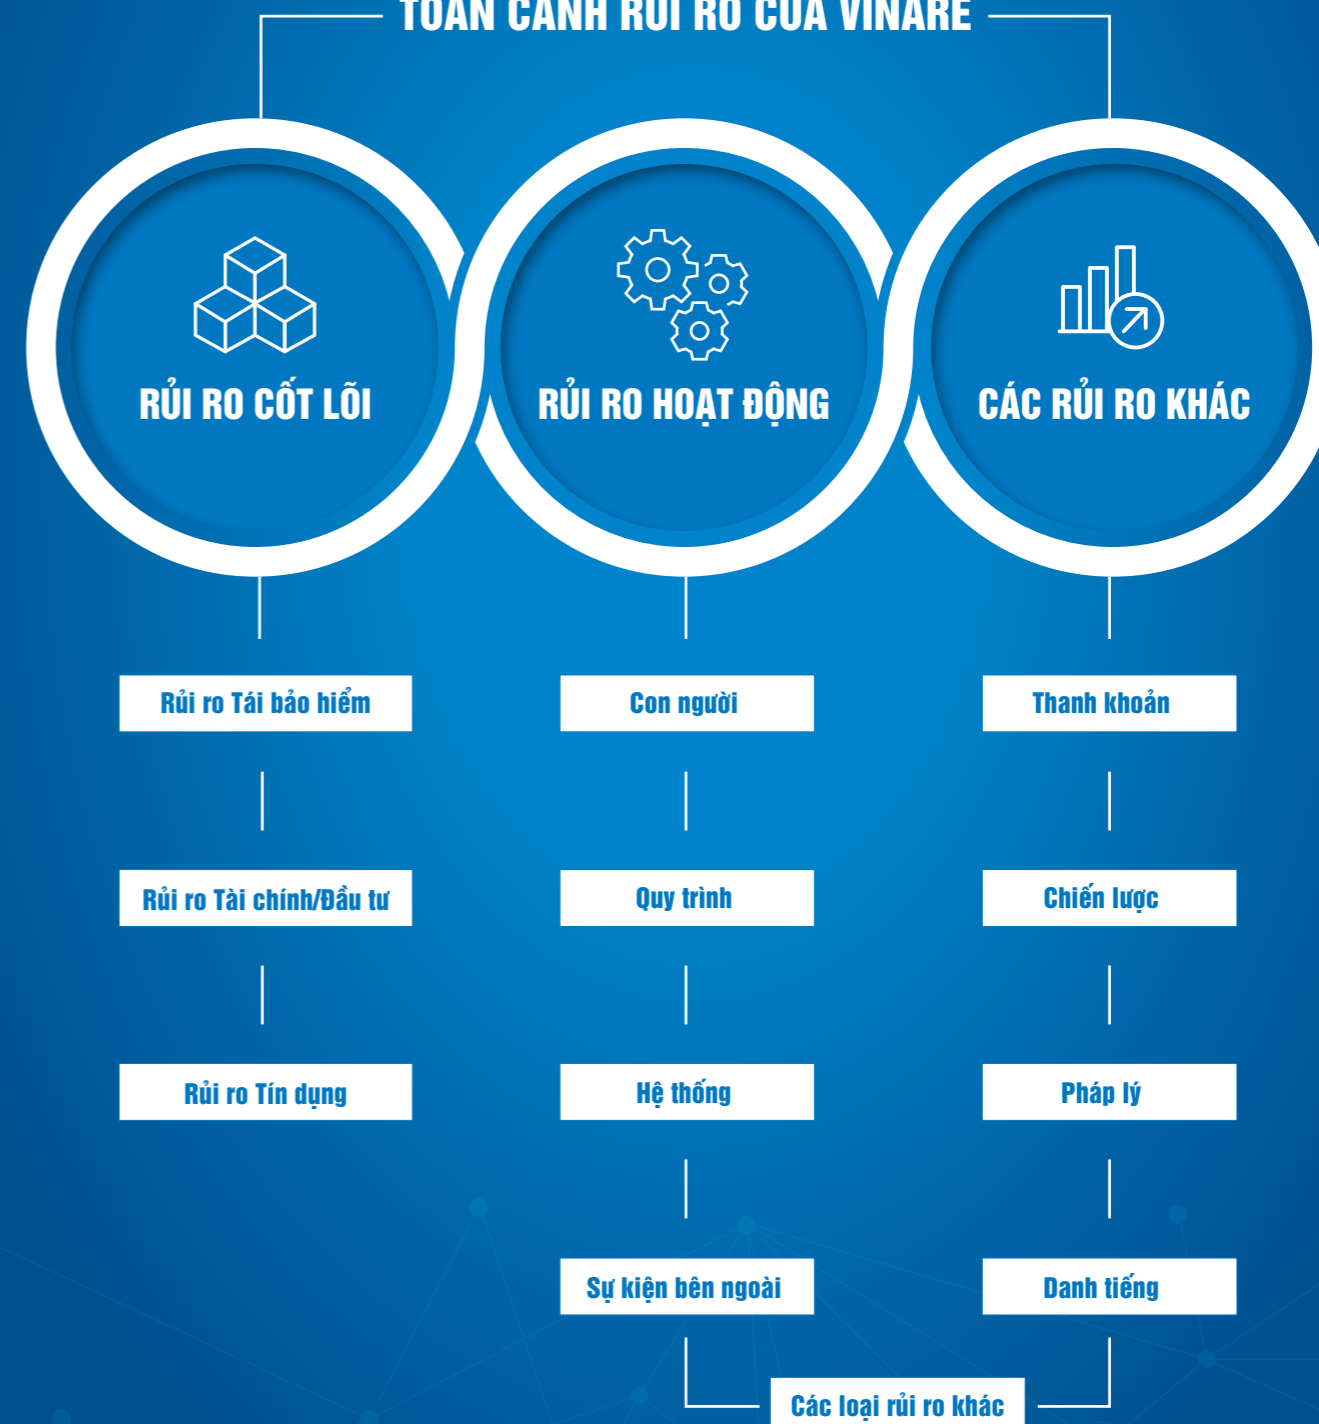 TOÀN CẢNH RỦI RO CỦA VINARE
RỦI RO CỐT LÕI
RỦI RO HOẠT ĐỘNG
CÁC RỦI RO KHÁC
Rủi ro Tái bảo hiểm
Con người
Thanh khoản
Rủi ro Tài chính/Đầu tư
Quy trình
Chiến lược
Rủi ro Tín dụng
Hệ thống
Pháp lý
Sự kiện bên ngoài
Danh tiếng
Các loại rủi ro khác